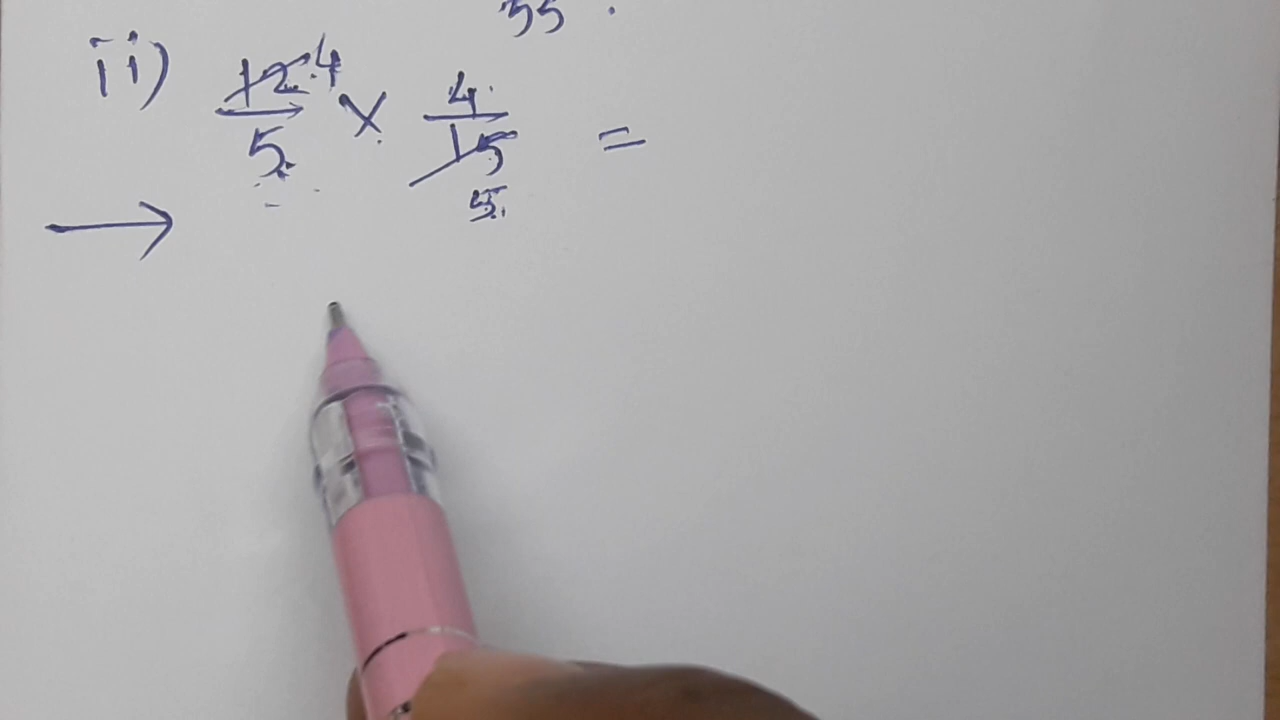 35.
ii) 12 4 / 5 × 4 / 15 5 =
→